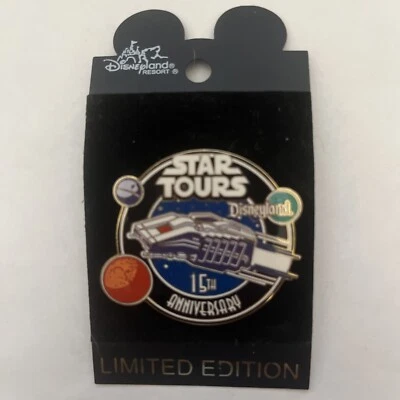 Disneyland®
RESORT ®
STAR
TOURS
Disneyland
15TH
ANNIVERSARY
LIMITED EDITION